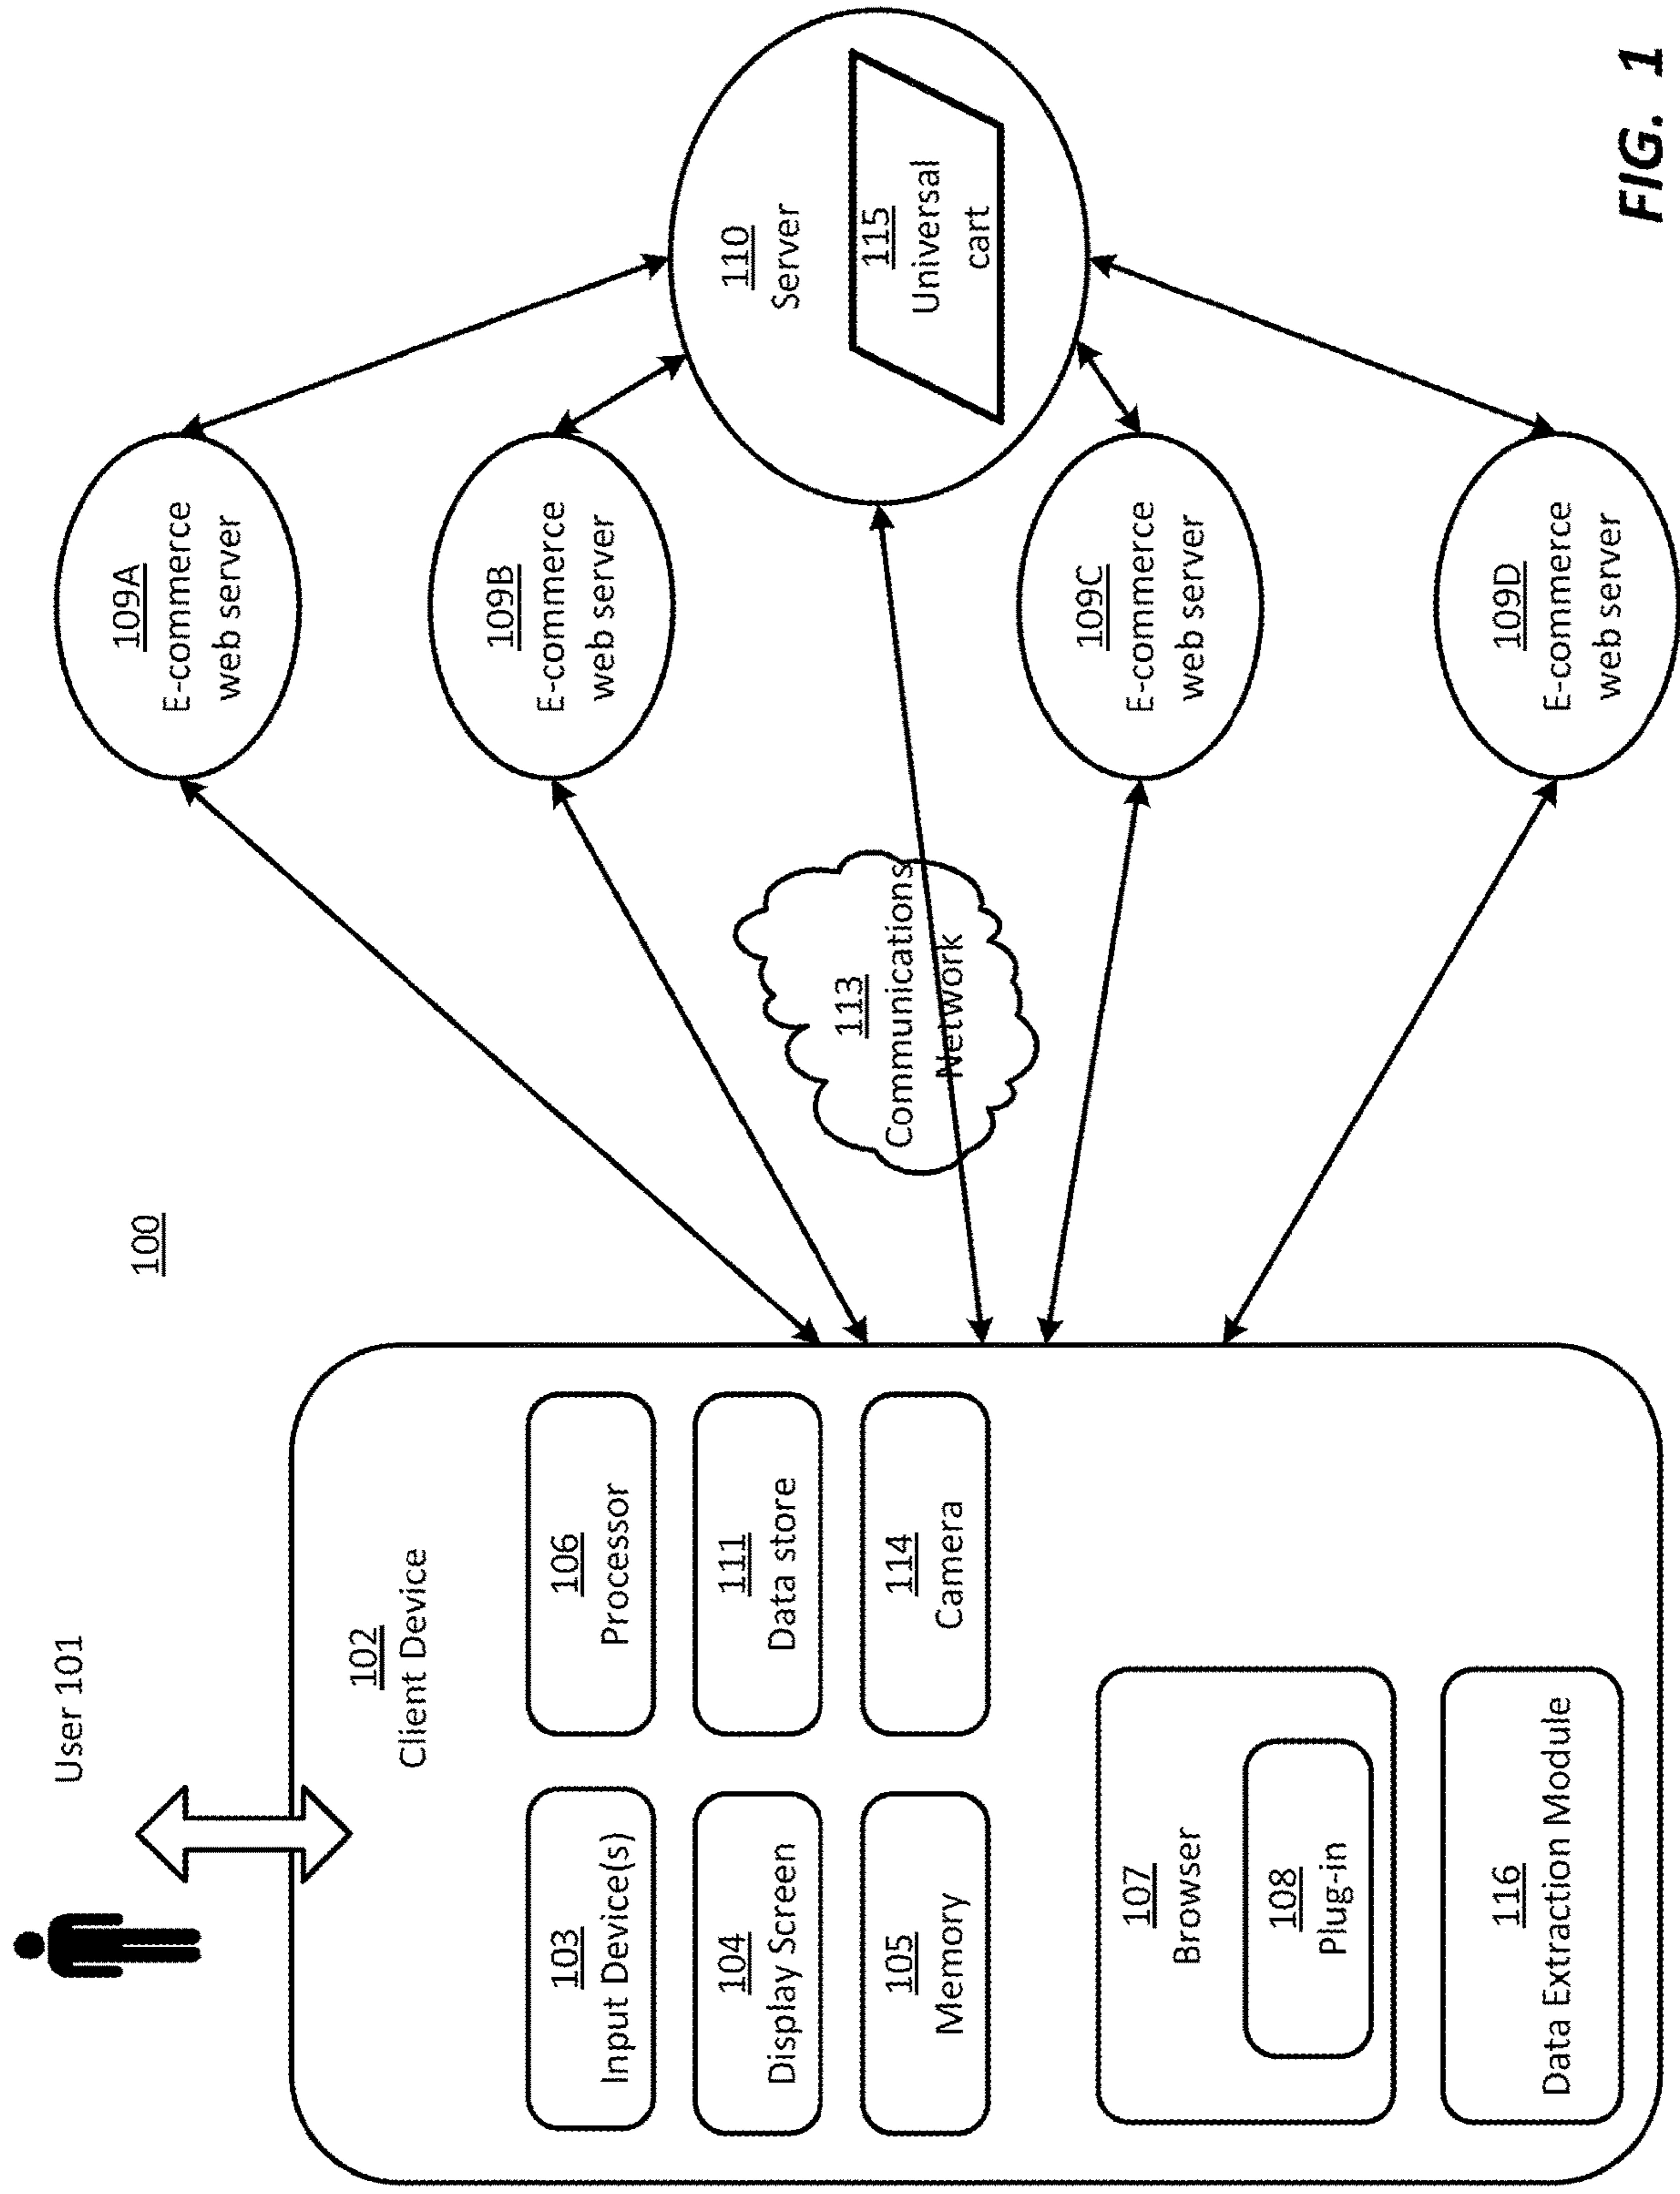 User 101
100
102
Client Device
103
Input Device(s)
106
Processor
104
Display Screen
111
Data store
105
Memory
114
Camera
107
Browser
108
Plug-in
116
Data Extraction Module
113
Communications
Network
109A
E-commerce
web server
109B
E-commerce
web server
109C
E-commerce
web server
109D
E-commerce
web server
110
Server
115
Universal
cart
FIG. 1